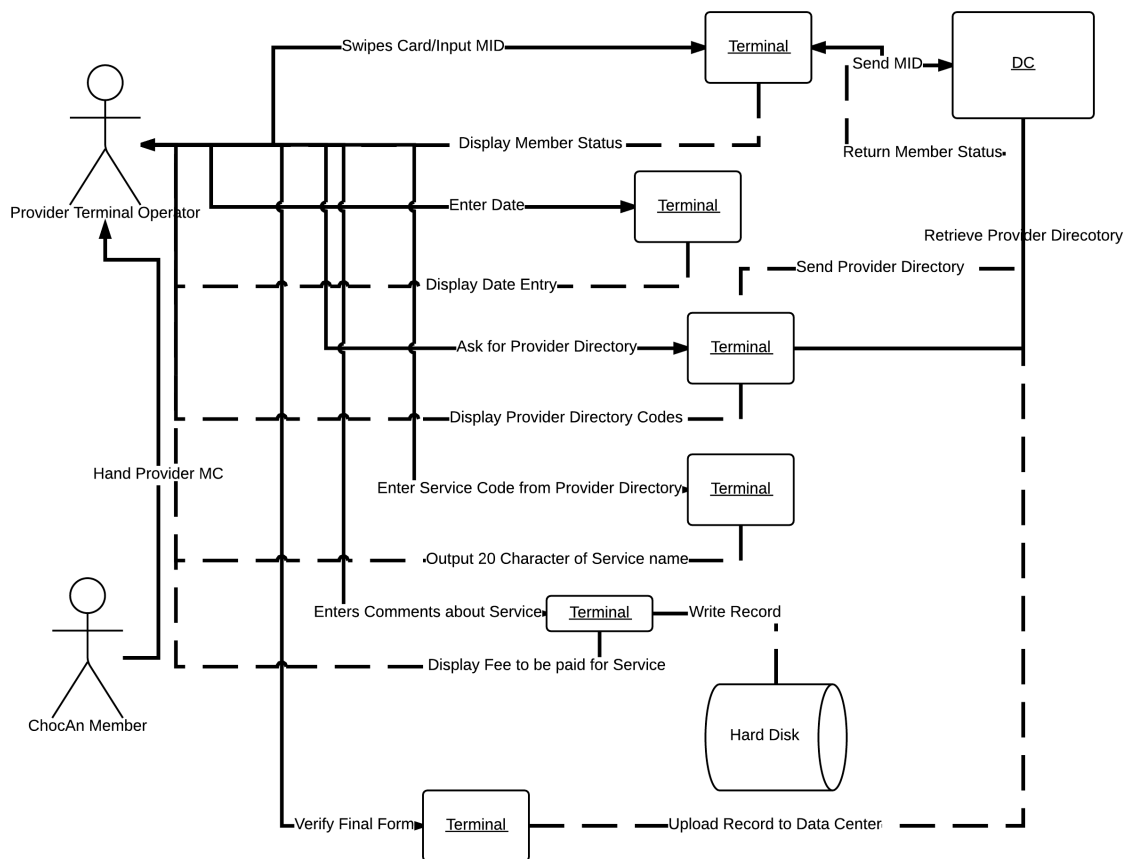 Swipes Card/Input MID
Terminal
Send MID
DC
Display Member Status
Return Member Status
Provider Terminal Operator
Enter Date
Terminal
Retrieve Provider Direcotory
Send Provider Directory
Display Date Entry
Ask for Provider Directory
Terminal
Display Provider Directory Codes
Hand Provider MC
Enter Service Code from Provider Directory
Terminal
Output 20 Character of Service name
Enters Comments about Service
Terminal
Write Record
Display Fee to be paid for Service
ChocAn Member
Hard Disk
Verify Final Form
Terminal
Upload Record to Data Center